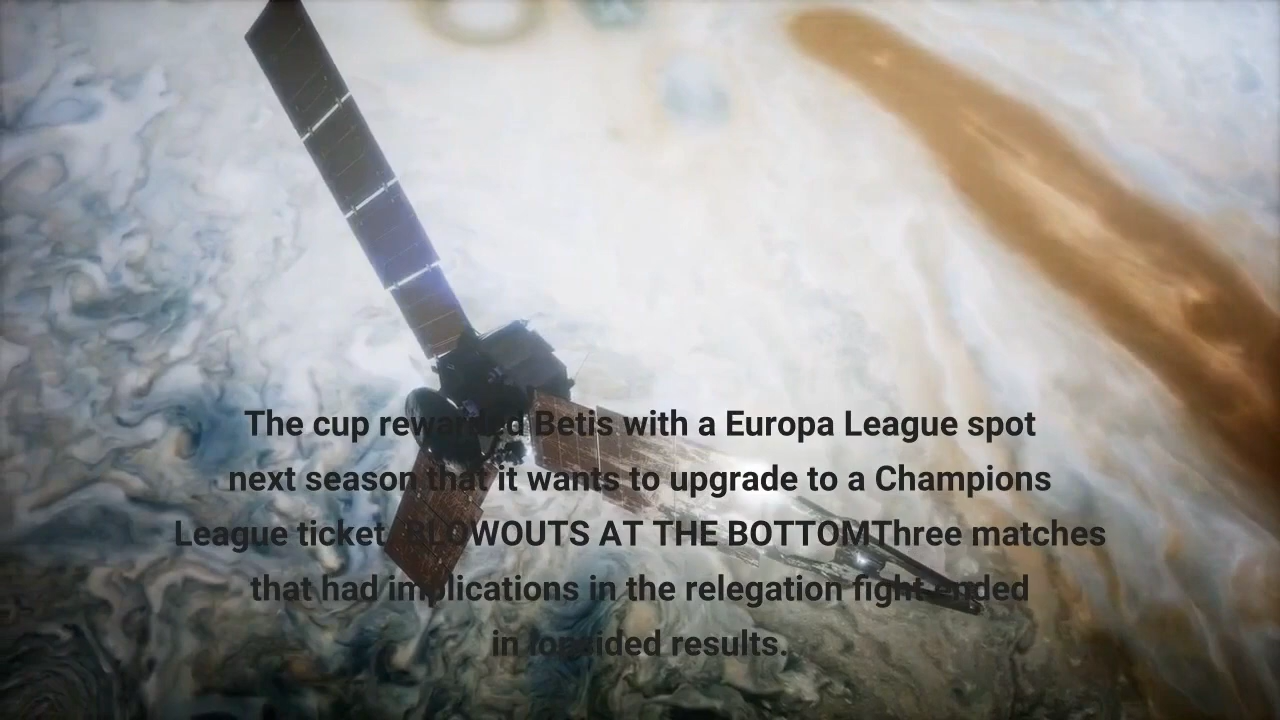 The cup rewarded Betis with a Europa League spot
next season that it wants to upgrade to a Champions
League ticket. BLOWOUTS AT THE BOTTOMThree matches
that had implications in the relegation fight ended
in lopsided results.